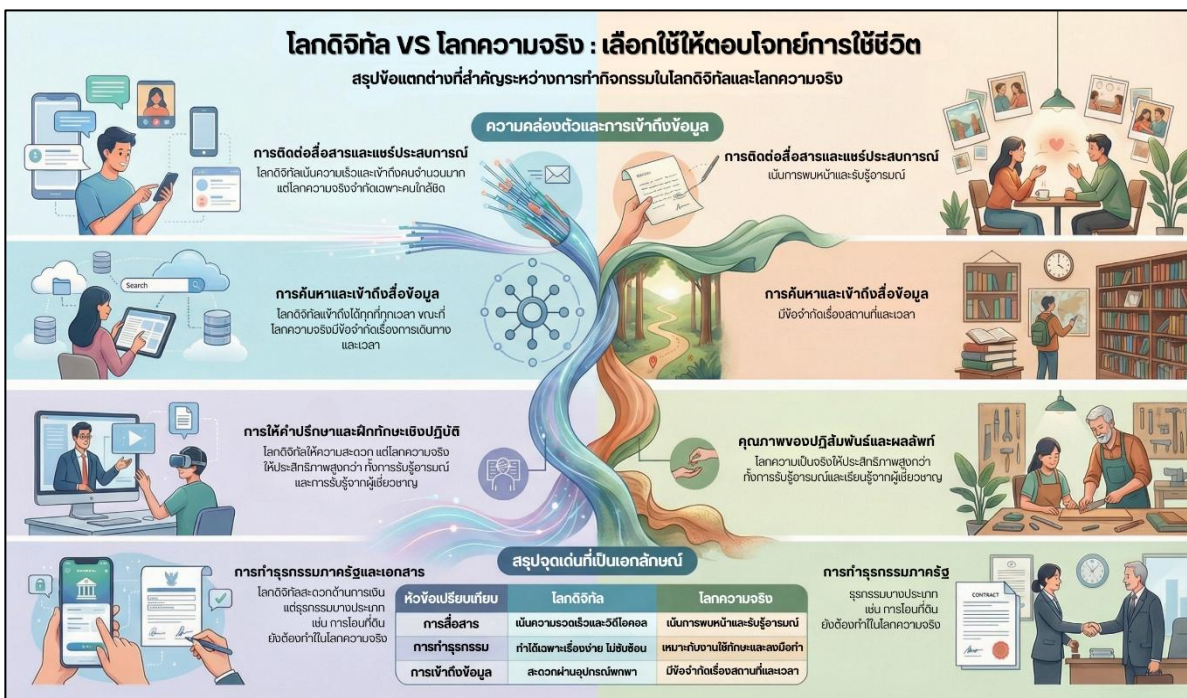 โลกดิจิทัล VS โลกความจริง : เลือกใช้ให้ตอบโจทย์การใช้ชีวิต
สรุปข้อแตกต่างที่สำคัญระหว่างการทำกิจกรรมในโลกดิจิทัลและโลกความจริง
ความคล่องตัวและการเข้าถึงข้อมูล
การติดต่อสื่อสารและแชร์ประสบการณ์
โลกดิจิทัลเน้นความเร็วและเข้าถึงคนจำนวนมาก
แต่โลกความจริงจำกัดเฉพาะคนใกล้ชิด
การติดต่อสื่อสารและแชร์ประสบการณ์
เน้นการพบหน้าและรับรู้อารมณ์
Search
การค้นหาและเข้าถึงสื่อข้อมูล
โลกดิจิทัลเข้าถึงได้ทุกที่ทุกเวลา ขณะที่
โลกความจริงมีข้อจำกัดเรื่องการเดินทาง
และเวลา
การค้นหาและเข้าถึงสื่อข้อมูล
มีข้อจำกัดเรื่องสถานที่และเวลา
การให้คำปรึกษาและฝึกทักษะเชิงปฏิบัติ
โลกดิจิทัลให้ความสะดวก แต่โลกความจริง
ให้ประสิทธิภาพสูงกว่า ทั้งการรับรู้อารมณ์
และการรับรู้จากผู้เชี่ยวชาญ
คุณภาพของปฏิสัมพันธ์และผลลัพท์
โลกความเป็นจริงให้ประสิทธิภาพสูงกว่า
ทั้งการรับรู้อารมณ์และเรียนรู้จากผู้เชี่ยวชาญ
สรุปจุดเด่นที่เป็นเอกลักษณ์
การทำธุรกรรมภาครัฐและเอกสาร
โลกดิจิทัลสะดวกด้านการเงิน
แต่ธุรกรรมบางประเภท
เช่น การโอนที่ดิน
ยังต้องทำในโลกความจริง
หัวข้อเปรียบเทียบ โลกดิจิทัล โลกความจริง
การสื่อสาร เน้นความรวดเร็วและวิดีโอคอล เน้นการพบหน้าและรับรู้อารมณ์
การทำธุรกรรม ทำได้เฉพาะเรื่องง่าย ไม่ซับซ้อน เหมาะกับงานใช้ทักษะและลงมือทำ
การเข้าถึงข้อมูล สะดวกผ่านอุปกรณ์พกพา มีข้อจำกัดเรื่องสถานที่และเวลา
การทำธุรกรรมภาครัฐ
ธุรกรรมบางประเภท
เช่น การโอนที่ดิน
ยังต้องทำในโลกความจริง
CONTRACT